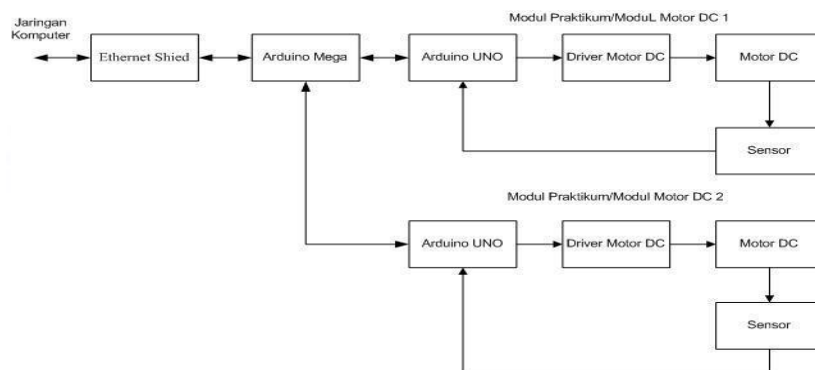 Jaringan
Komputer
Modul Praktikum/ModuL Motor DC 1
Ethernet Shied
Arduino Mega
Arduino UNO
Driver Motor DC
Motor DC
Sensor
Modul Praktikum/Modul Motor DC 2
Arduino UNO
Driver Motor DC
Motor DC
Sensor